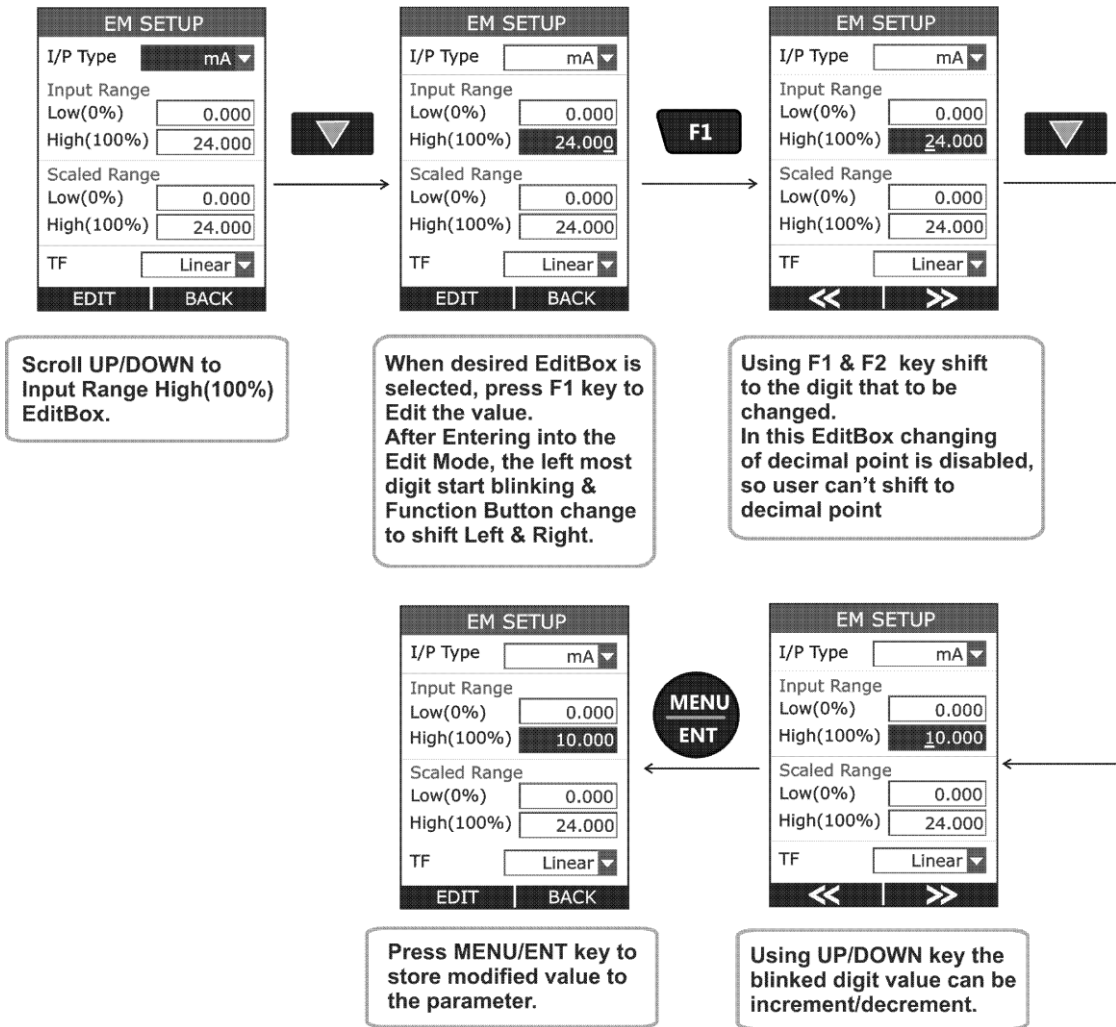 EM SETUP
I/P Type mA
Input Range
Low(0%) 0.000
High(100%) 24.000
Scaled Range
Low(0%) 0.000
High(100%) 24.000
TF Linear
EDIT BACK
Scroll UP/DOWN to
Input Range High(100%)
EditBox.
EM SETUP
I/P Type mA
Input Range
Low(0%) 0.000
High(100%) 24.000
Scaled Range
Low(0%) 0.000
High(100%) 24.000
TF Linear
EDIT BACK
When desired EditBox is
selected, press F1 key to
Edit the value.
After Entering into the
Edit Mode, the left most
digit start blinking &
Function Button change
to shift Left & Right.
F1
EM SETUP
I/P Type mA
Input Range
Low(0%) 0.000
High(100%) 24.000
Scaled Range
Low(0%) 0.000
High(100%) 24.000
TF Linear
<< >>
Using F1 & F2 key shift
to the digit that to be
changed.
In this EditBox changing
of decimal point is disabled,
so user can't shift to
decimal point
EM SETUP
I/P Type mA
Input Range
Low(0%) 0.000
High(100%) 10.000
Scaled Range
Low(0%) 0.000
High(100%) 24.000
TF Linear
<< >>
Using UP/DOWN key the
blinked digit value can be
increment/decrement.
MENU
ENT
EM SETUP
I/P Type mA
Input Range
Low(0%) 0.000
High(100%) 10.000
Scaled Range
Low(0%) 0.000
High(100%) 24.000
TF Linear
EDIT BACK
Press MENU/ENT key to
store modified value to
the parameter.